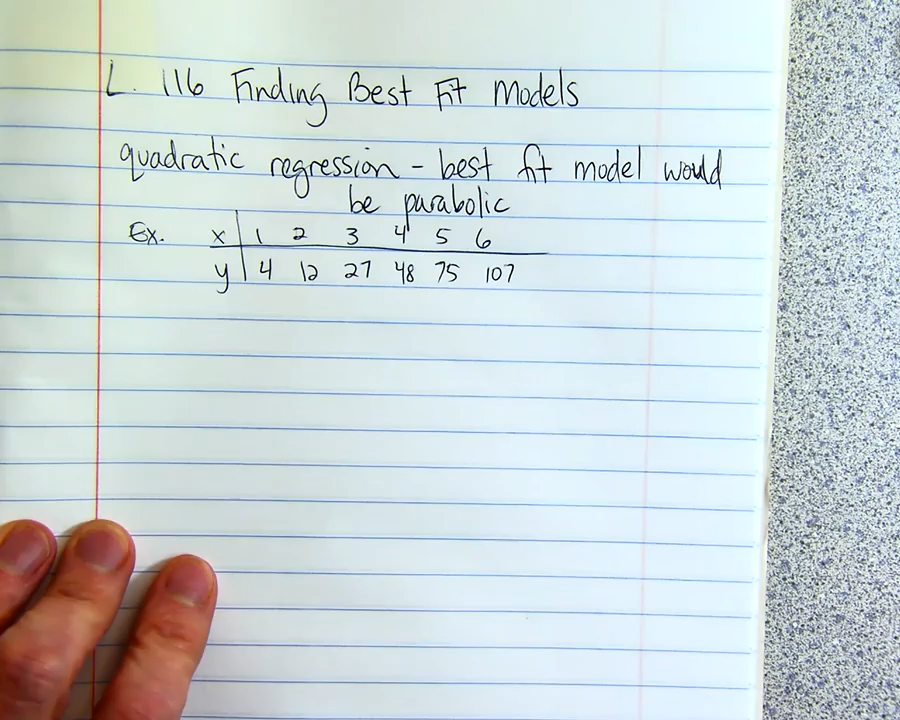 L. 116 Finding Best Fit Models
quadratic regression - best fit model would
be parabolic
Ex. x | 1 2 3 4 5 6
y | 4 12 27 48 75 107